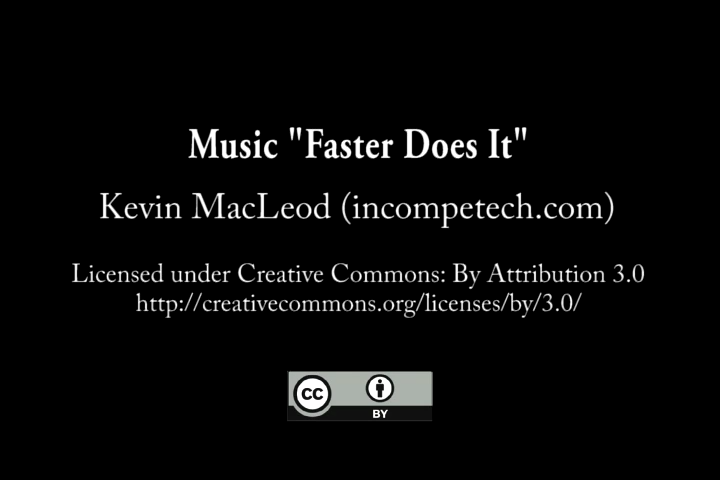 Music "Faster Does It"
Kevin MacLeod (incompetech.com)
Licensed under Creative Commons: By Attribution 3.0
http://creativecommons.org/licenses/by/3.0/
cc
BY